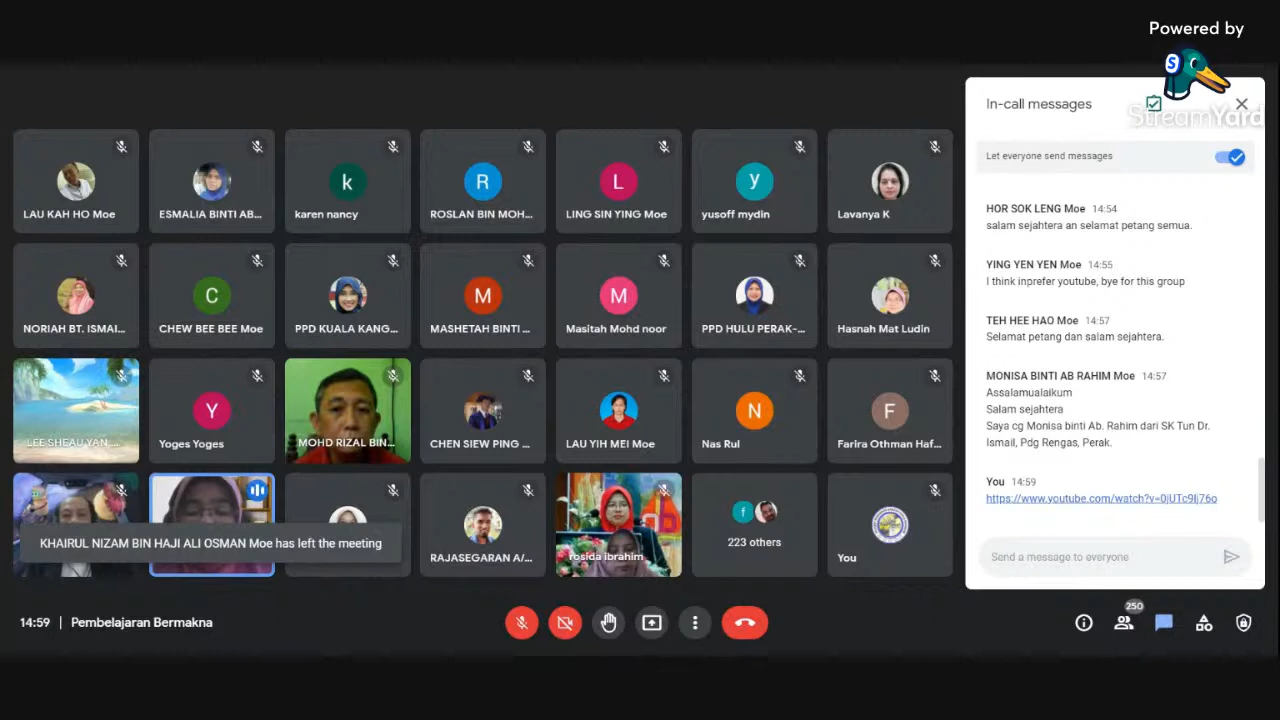 Powered by
StreamYard
In-call messages
Let everyone send messages
LAU KAH HO Moe
ESMALIA BINTI AB...
k
karen nancy
R
ROSLAN BIN MOH...
L
LING SIN YING Moe
y
yusoff mydin
Lavanya K
NORIAH BT. ISMAI...
C
CHEW BEE BEE Moe
PPD KUALA KANG...
M
MASHETAH BINTI ...
M
Masitah Mohd noor
PPD HULU PERAK-...
Hasnah Mat Ludin
LEE SHEAU YAN, ...
Y
Yoges Yoges
MOHD RIZAL BIN...
CHEN SIEW PING ...
LAU YIH MEI Moe
N
Nas Rul
F
Farira Othman Haf...
KHAIRUL NIZAM BIN HAJI ALI OSMAN Moe has left the meeting
RAJASEGARAN A/...
rosida ibrahim
f
223 others
You
HOR SOK LENG Moe 14:54
salam sejahtera an selamat petang semua.
YING YEN YEN Moe 14:55
I think inprefer youtube, bye for this group
TEH HEE HAO Moe 14:57
Selamat petang dan salam sejahtera.
MONISA BINTI AB RAHIM Moe 14:57
Assalamualaikum
Salam sejahtera
Saya cg Monisa binti Ab. Rahim dari SK Tun Dr.
Ismail, Pdg Rengas, Perak.
You 14:59
https://www.youtube.com/watch?v=0jUTc9Ij76o
Send a message to everyone
14:59 | Pembelajaran Bermakna
250